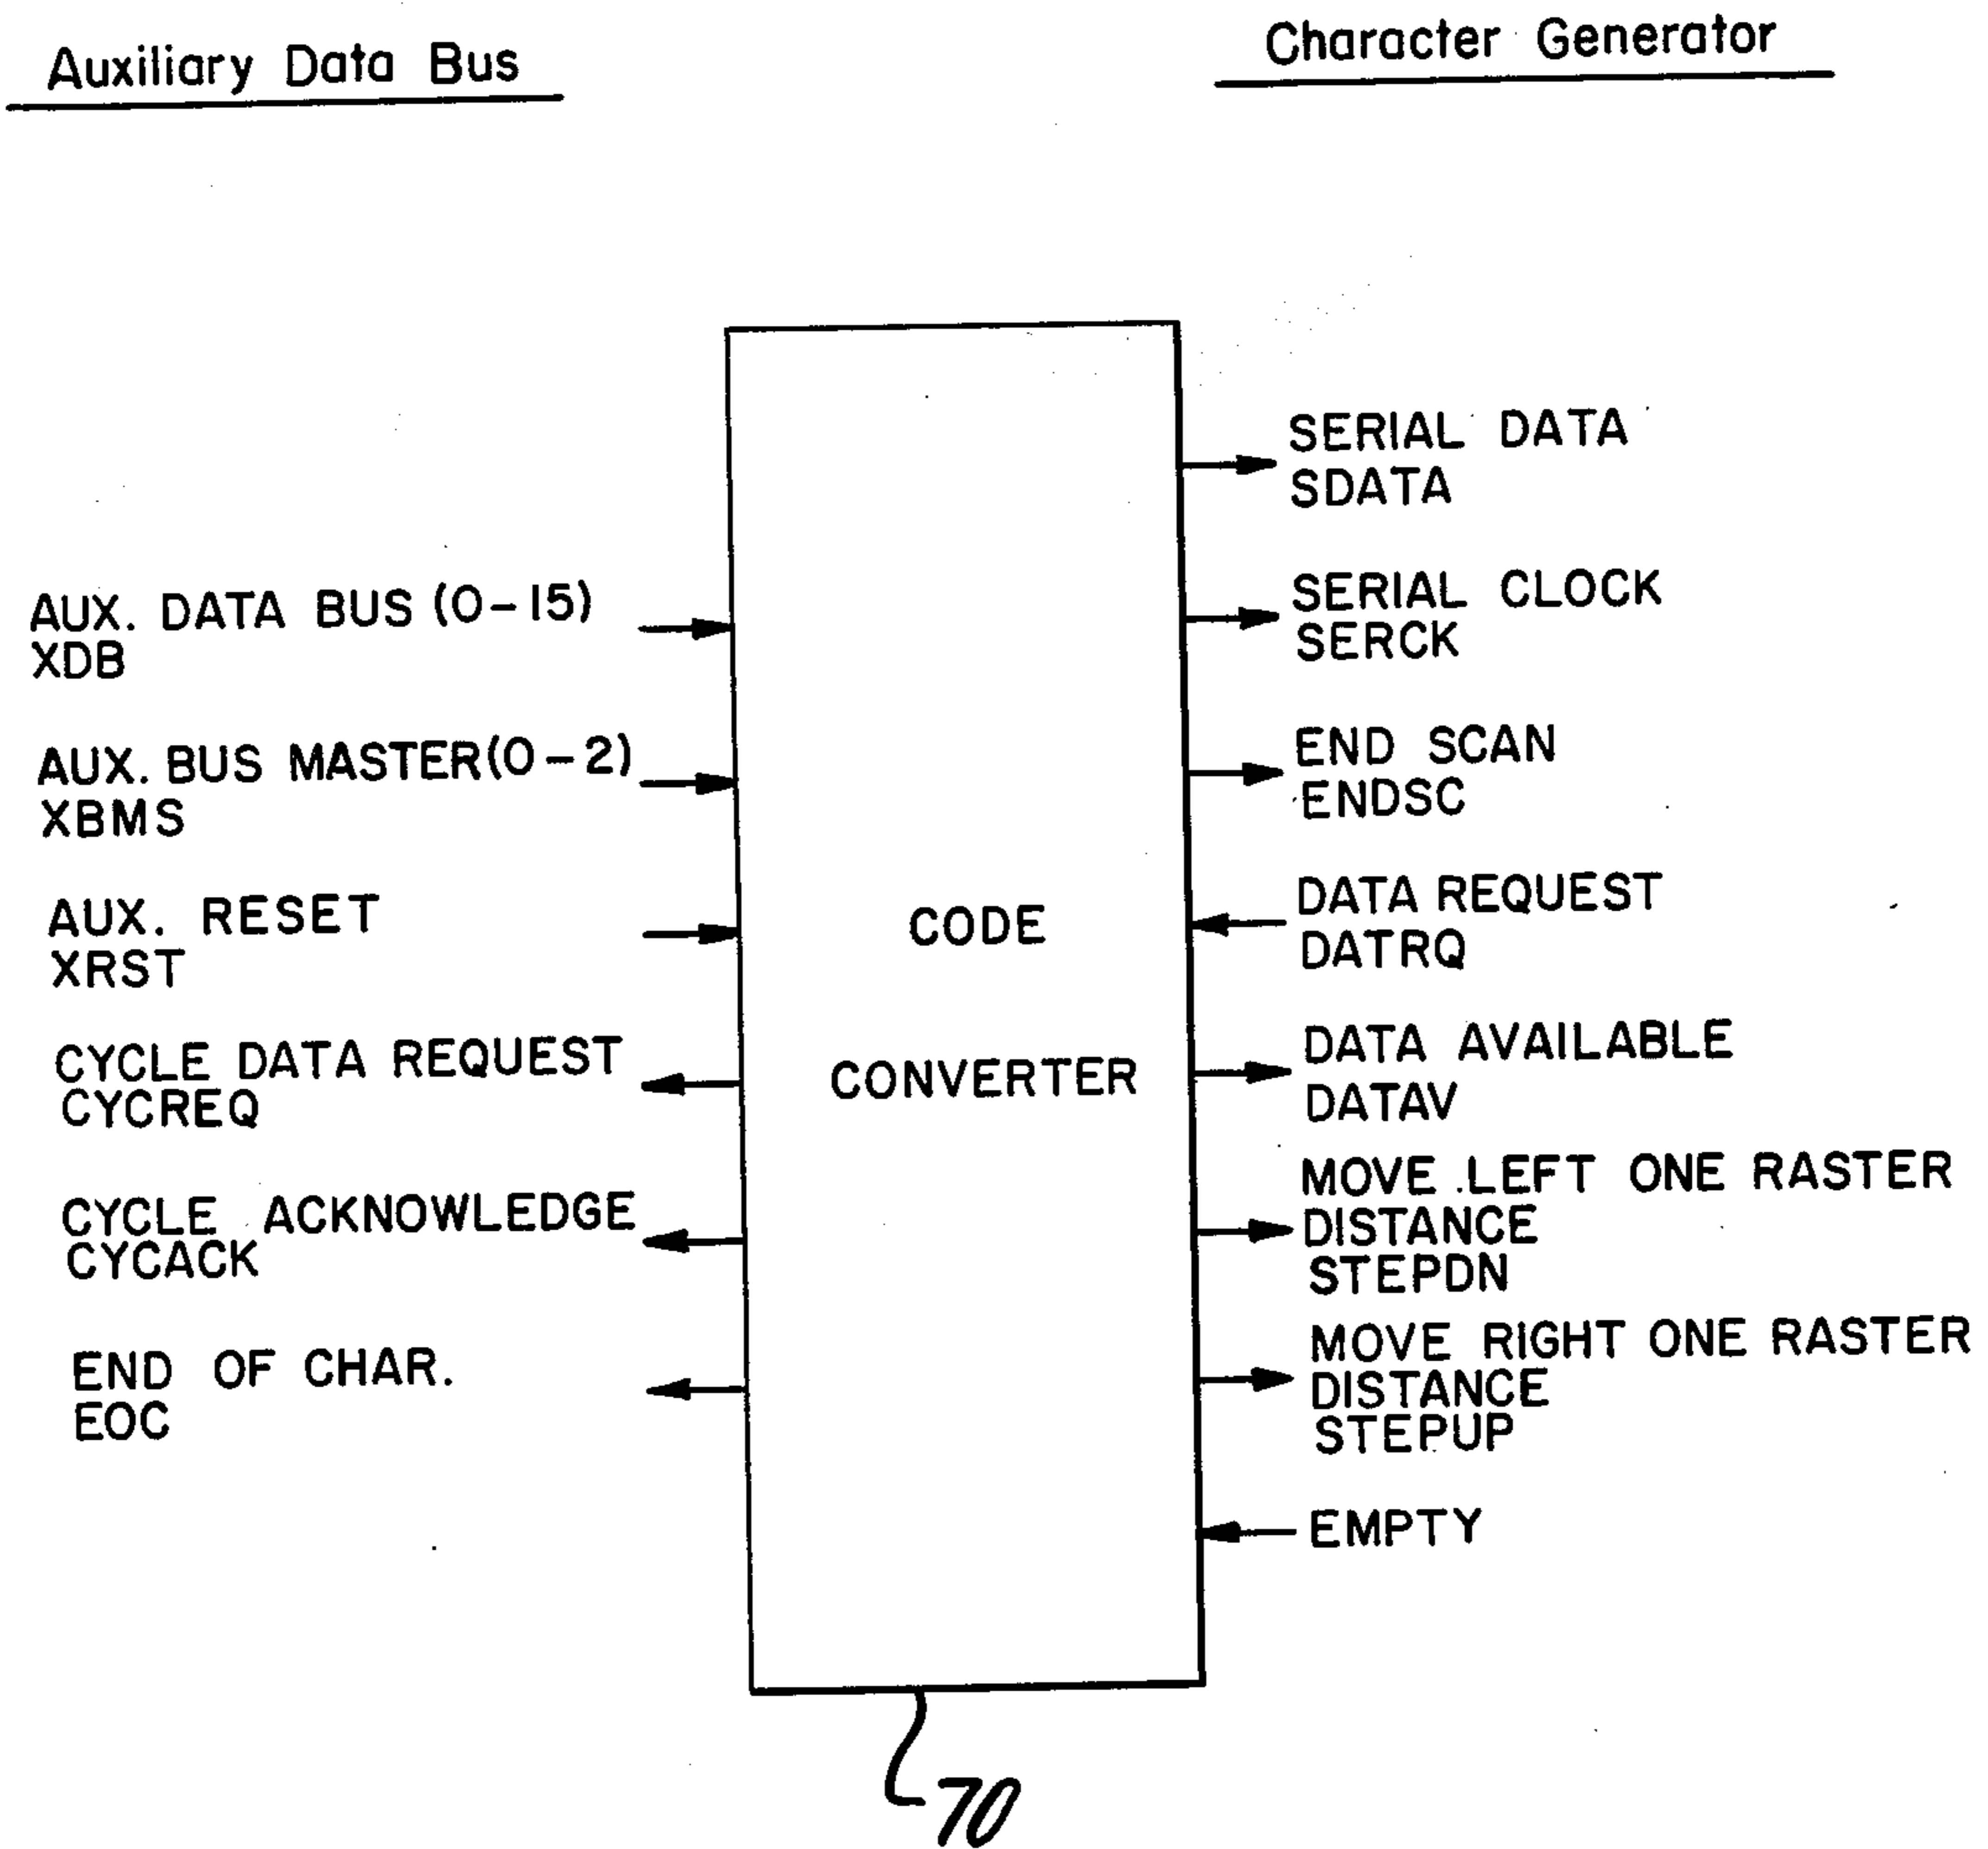 Auxiliary Data Bus
Character Generator
AUX. DATA BUS (0-15)
XDB
AUX. BUS MASTER(0-2)
XBMS
AUX. RESET
XRST
CYCLE DATA REQUEST
CYCREQ
CYCLE ACKNOWLEDGE
CYCACK
END OF CHAR.
EOC
CODE
CONVERTER
SERIAL DATA
SDATA
SERIAL CLOCK
SERCK
END SCAN
ENDSC
DATA REQUEST
DATRQ
DATA AVAILABLE
DATAV
MOVE LEFT ONE RASTER
DISTANCE
STEPDN
MOVE RIGHT ONE RASTER
DISTANCE
STEPUP
EMPTY
70